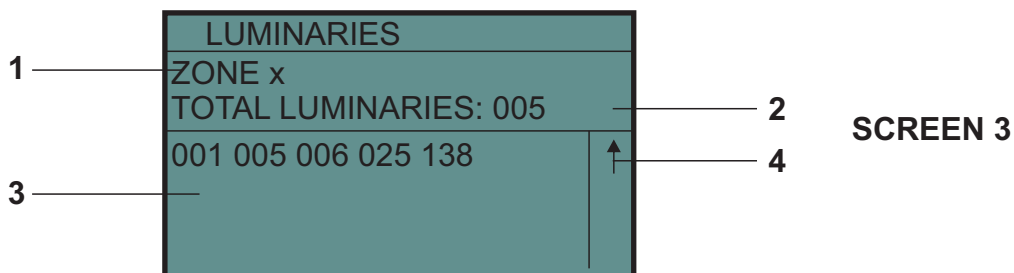 LUMINARIES
1
ZONE x
TOTAL LUMINARIES: 005
2
SCREEN 3
001 005 006 025 138
4
3